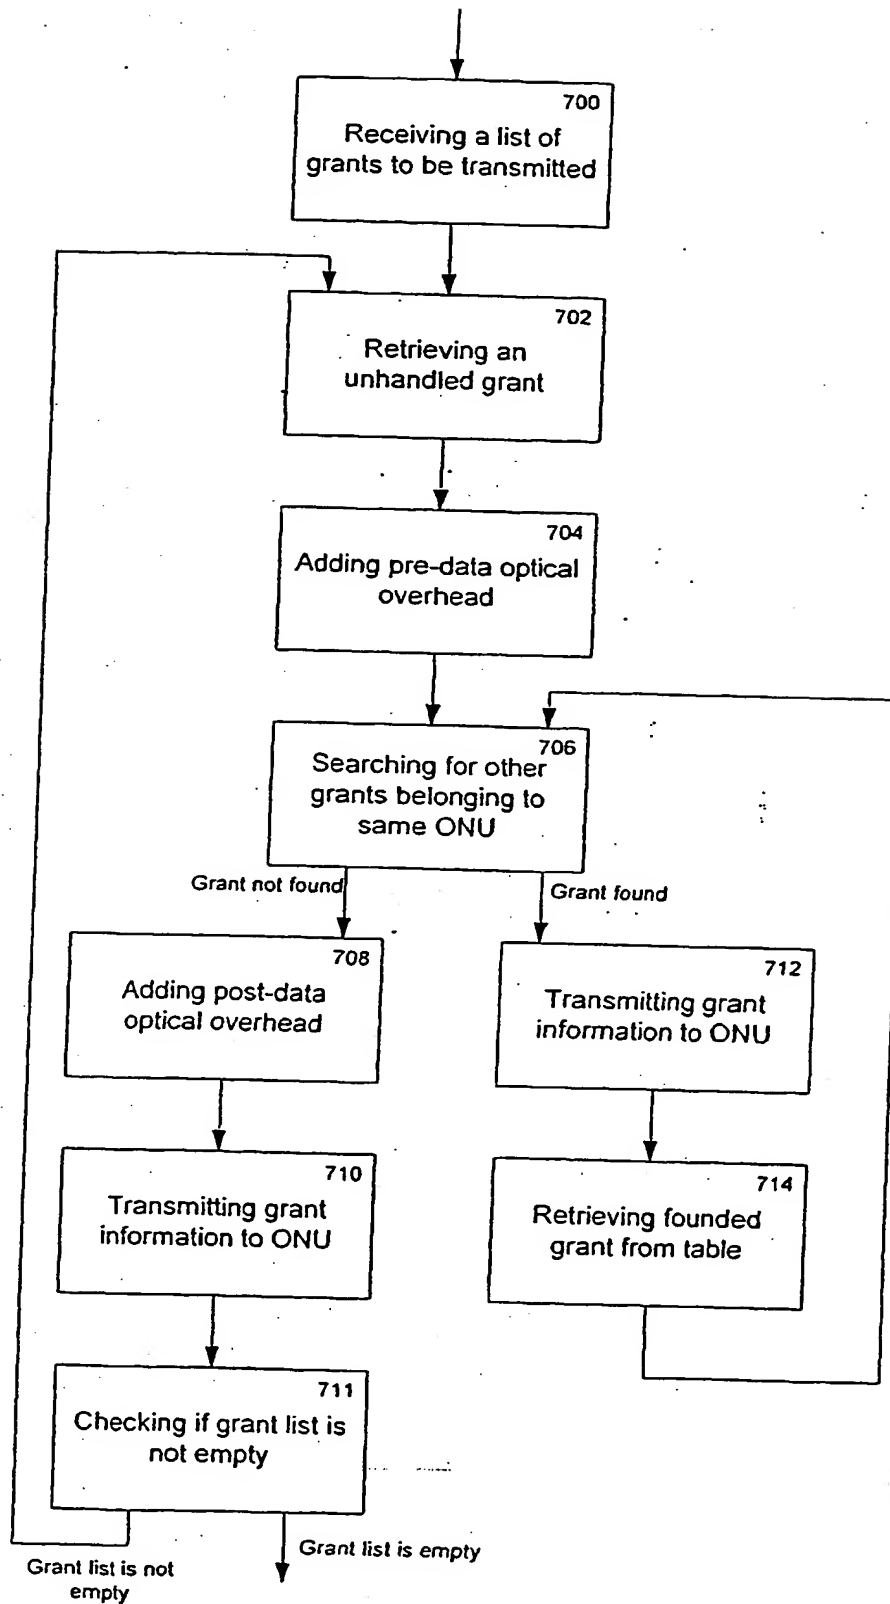 700
Receiving a list of
grants to be transmitted
702
Retrieving an
unhandled grant
704
Adding pre-data optical
overhead
706
Searching for other
grants belonging to
same ONU
Grant not found
Grant found
708
Adding post-data
optical overhead
712
Transmitting grant
information to ONU
710
Transmitting grant
information to ONU
714
Retrieving founded
grant from table
711
Checking if grant list is
not empty
Grant list is not
empty
Grant list is empty